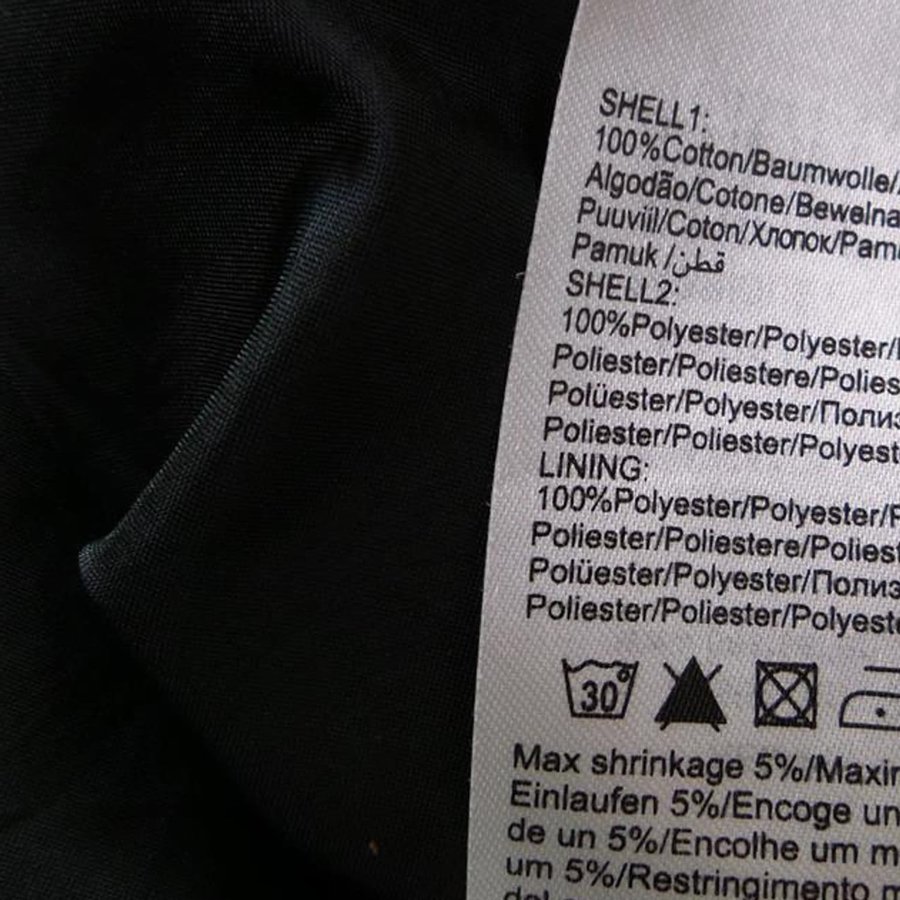 SHELL1:
100%Cotton/Baumwolle/
Algodão/Cotone/Bewelna
Puuviil/Coton/Хлопок/Pam
Pamuk /قطن
SHELL2:
100%Polyester/Polyester/
Poliester/Poliestere/Polies
Polüester/Polyester/Полиэ
Poliester/Poliester/Polyest
LINING:
100%Polyester/Polyester/P
Poliester/Poliestere/Poliest
Polüester/Polyester/Полиэ
Poliester/Poliester/Polyeste
30°
Max shrinkage 5%/Maxim
Einlaufen 5%/Encoge un
de un 5%/Encolhe um m
um 5%/Restringimento m